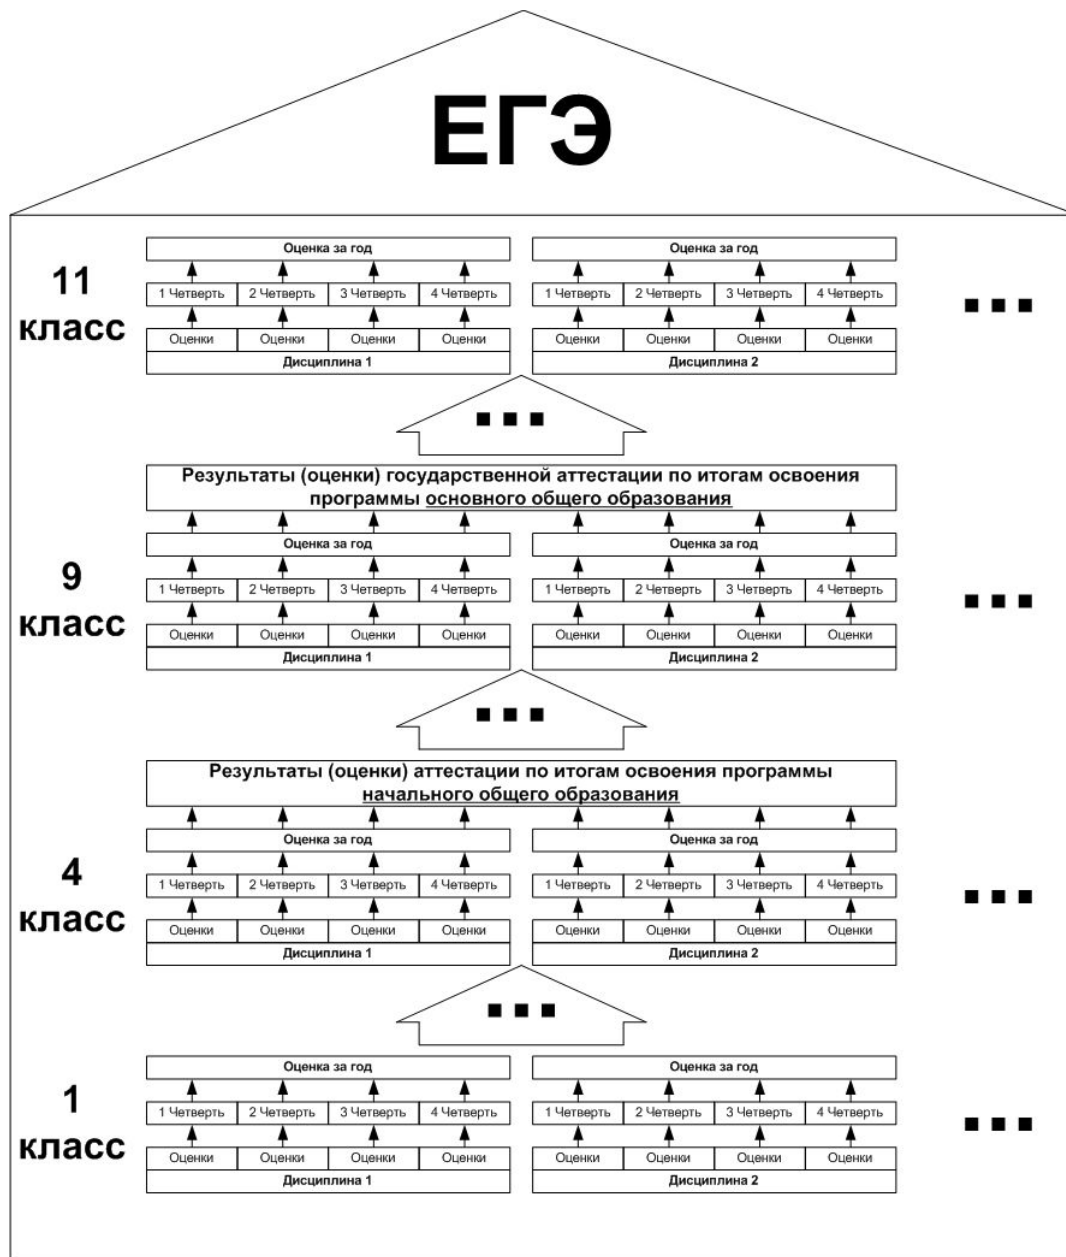 ЕГЭ
11
класс
Оценка за год Оценка за год
1 Четверть 2 Четверть 3 Четверть 4 Четверть 1 Четверть 2 Четверть 3 Четверть 4 Четверть
Оценки Оценки Оценки Оценки Оценки Оценки Оценки Оценки
Дисциплина 1 Дисциплина 2
Результаты (оценки) государственной аттестации по итогам освоения
программы основного общего образования
9
класс
Оценка за год Оценка за год
1 Четверть 2 Четверть 3 Четверть 4 Четверть 1 Четверть 2 Четверть 3 Четверть 4 Четверть
Оценки Оценки Оценки Оценки Оценки Оценки Оценки Оценки
Дисциплина 1 Дисциплина 2
Результаты (оценки) аттестации по итогам освоения программы
начального общего образования
4
класс
Оценка за год Оценка за год
1 Четверть 2 Четверть 3 Четверть 4 Четверть 1 Четверть 2 Четверть 3 Четверть 4 Четверть
Оценки Оценки Оценки Оценки Оценки Оценки Оценки Оценки
Дисциплина 1 Дисциплина 2
1
класс
Оценка за год Оценка за год
1 Четверть 2 Четверть 3 Четверть 4 Четверть 1 Четверть 2 Четверть 3 Четверть 4 Четверть
Оценки Оценки Оценки Оценки Оценки Оценки Оценки Оценки
Дисциплина 1 Дисциплина 2